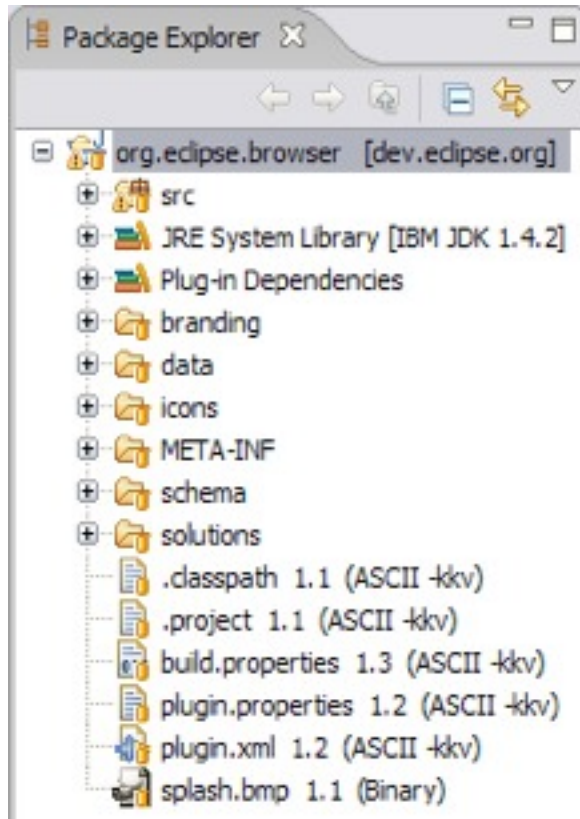 Package Explorer
org.eclipse.browser [dev.eclipse.org]
src
JRE System Library [IBM JDK 1.4.2]
Plug-in Dependencies
branding
data
icons
META-INF
schema
solutions
.classpath 1.1 (ASCII -kkv)
.project 1.1 (ASCII -kkv)
build.properties 1.3 (ASCII -kkv)
plugin.properties 1.2 (ASCII -kkv)
plugin.xml 1.2 (ASCII -kkv)
splash.bmp 1.1 (Binary)